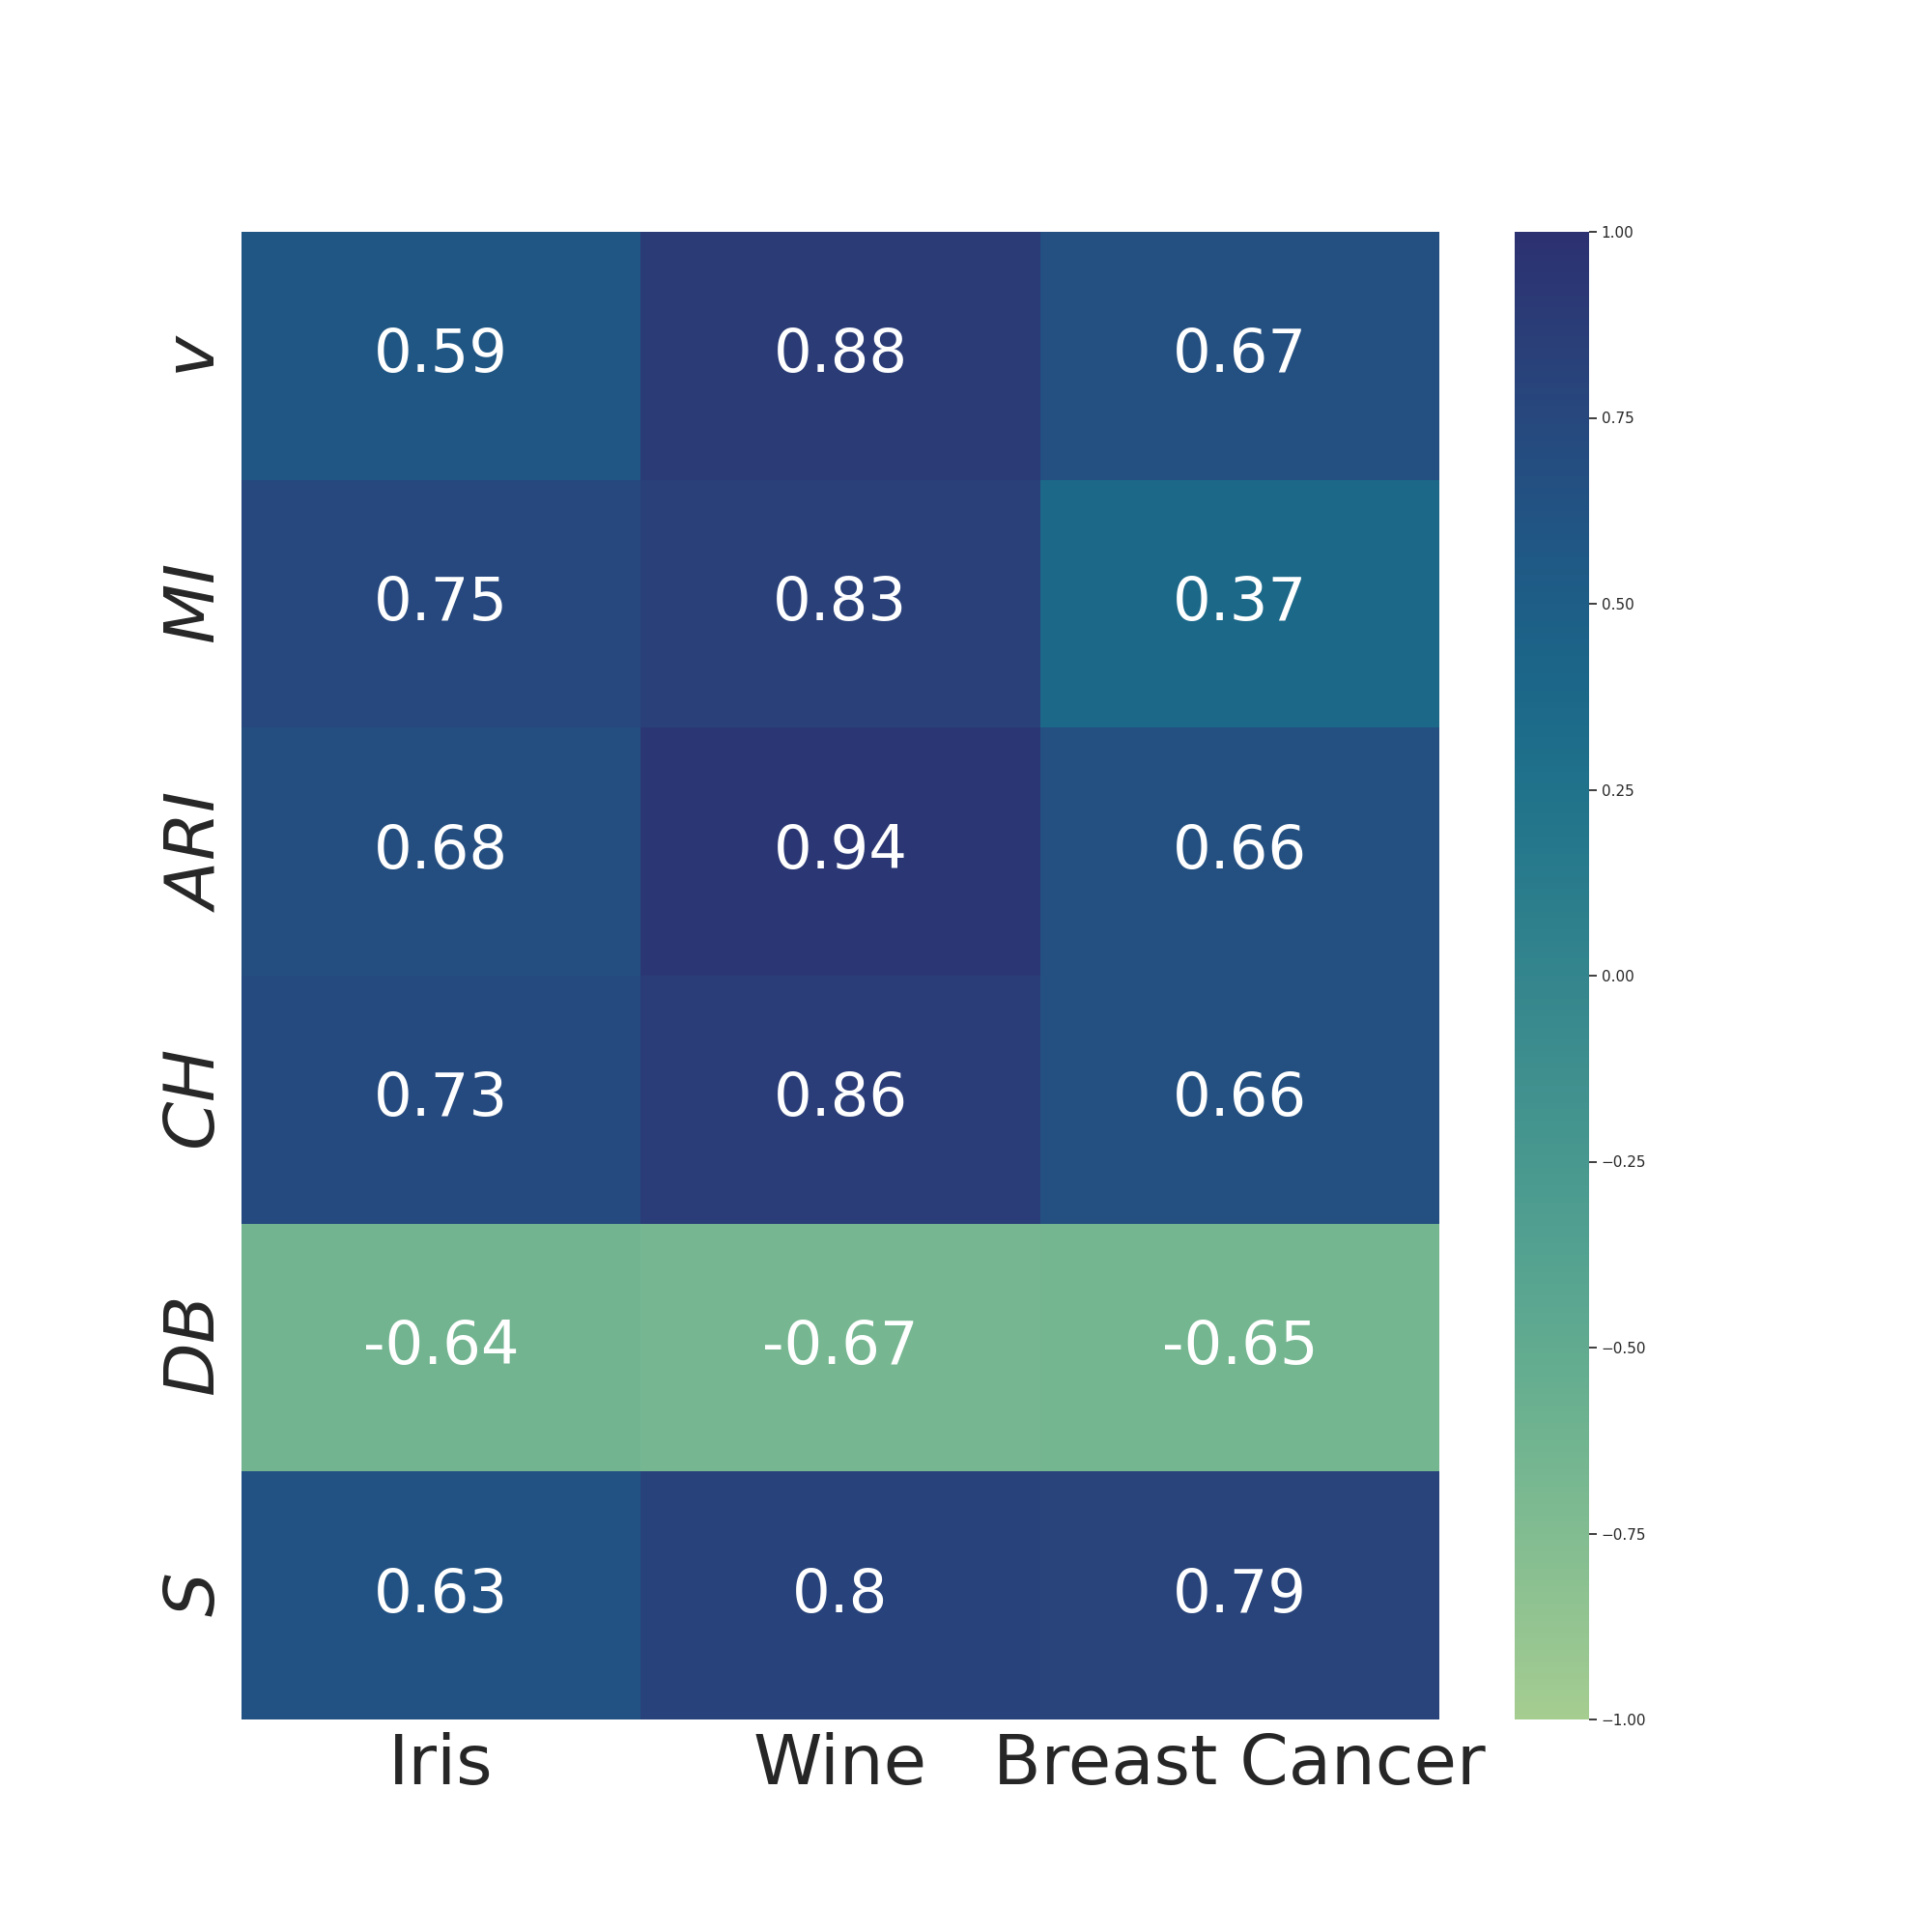 v 0.59 0.88 0.67
MI 0.75 0.83 0.37
ARI 0.68 0.94 0.66
CH 0.73 0.86 0.66
DB -0.64 -0.67 -0.65
S 0.63 0.8 0.79
Iris Wine Breast Cancer
1.00
0.75
0.50
0.25
0.00
−0.25
−0.50
−0.75
−1.00